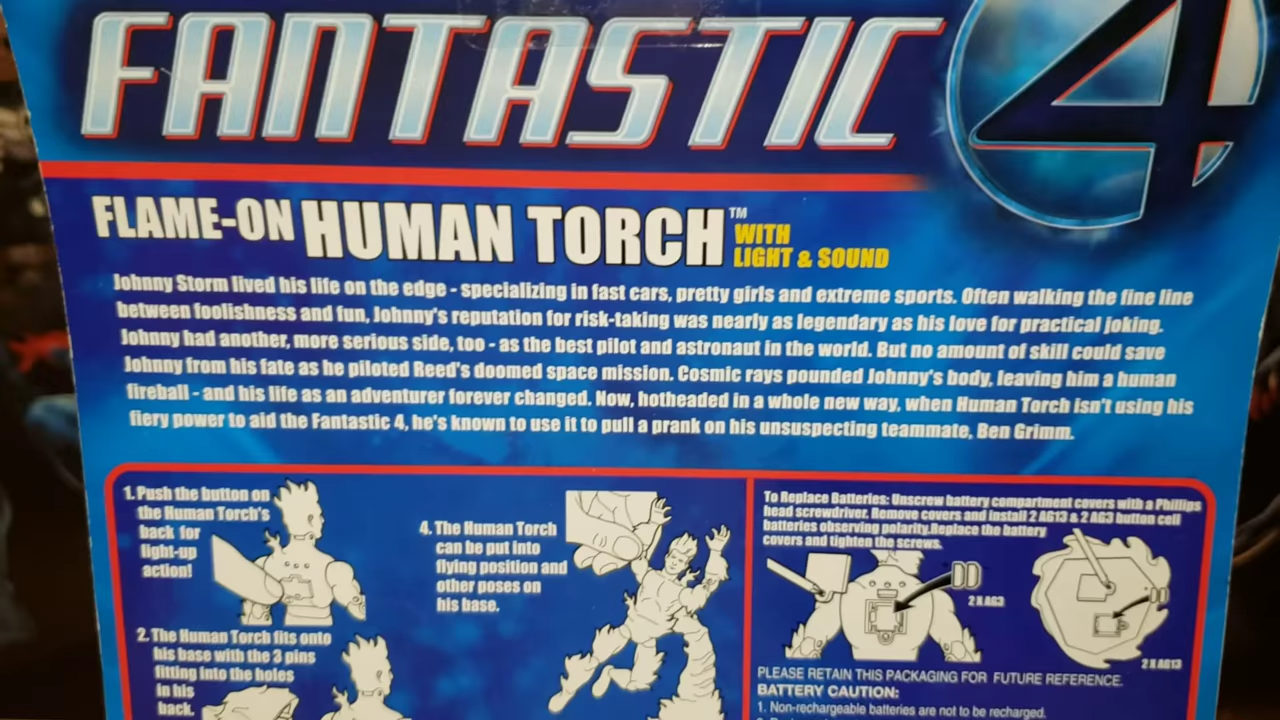 FANTASTIC 4
FLAME-ON HUMAN TORCH™ WITH
LIGHT & SOUND
Johnny Storm lived his life on the edge - specializing in fast cars, pretty girls and extreme sports. Often walking the fine line
between foolishness and fun, Johnny's reputation for risk-taking was nearly as legendary as his love for practical joking.
Johnny had another, more serious side, too - as the best pilot and astronaut in the world. But no amount of skill could save
Johnny from his fate as he piloted Reed's doomed space mission. Cosmic rays pounded Johnny's body, leaving him a human
fireball - and his life as an adventurer forever changed. Now, hotheaded in a whole new way, when Human Torch isn't using his
fiery power to aid the Fantastic 4, he's known to use it to pull a prank on his unsuspecting teammate, Ben Grimm.
1. Push the button on
the Human Torch's
back for
light-up
action!
2. The Human Torch fits onto
his base with the 3 pins
fitting into the holes
in his
back.
4. The Human Torch
can be put into
flying position and
other poses on
his base.
To Replace Batteries: Unscrew battery compartment covers with a Phillips
head screwdriver. Remove covers and install 2 AG13 & 2 AG3 button cell
batteries observing polarity.Replace the battery
covers and tighten the screws.
2 X AG3
2 X AG13
PLEASE RETAIN THIS PACKAGING FOR FUTURE REFERENCE.
BATTERY CAUTION:
1. Non-rechargeable batteries are not to be recharged.